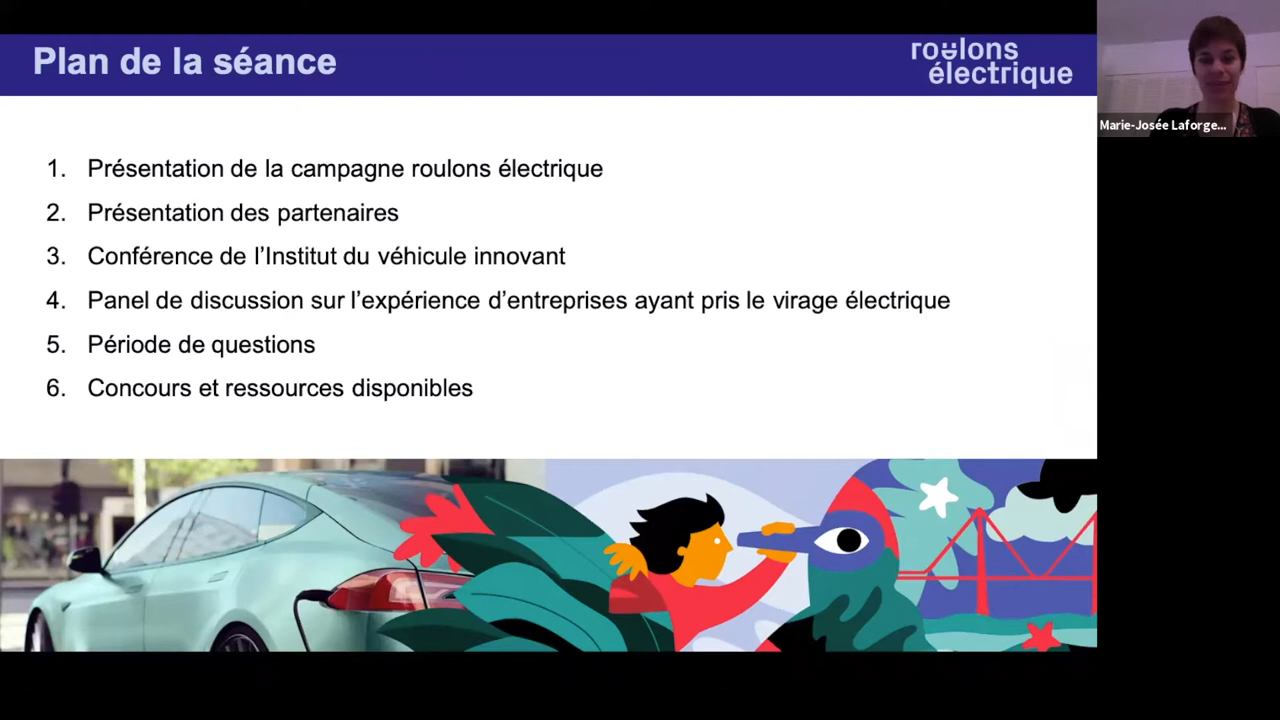 Plan de la séance
roulons
électrique
Marie-Josée Laforge...
1. Présentation de la campagne roulons électrique
2. Présentation des partenaires
3. Conférence de l’Institut du véhicule innovant
4. Panel de discussion sur l’expérience d’entreprises ayant pris le virage électrique
5. Période de questions
6. Concours et ressources disponibles